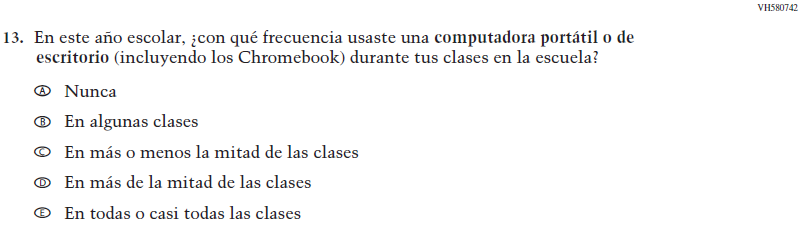 VH580742
13. En este año escolar, ¿con qué frecuencia usaste una computadora portátil o de
escritorio (incluyendo los Chromebook) durante tus clases en la escuela?
A Nunca
B En algunas clases
C En más o menos la mitad de las clases
D En más de la mitad de las clases
E En todas o casi todas las clases